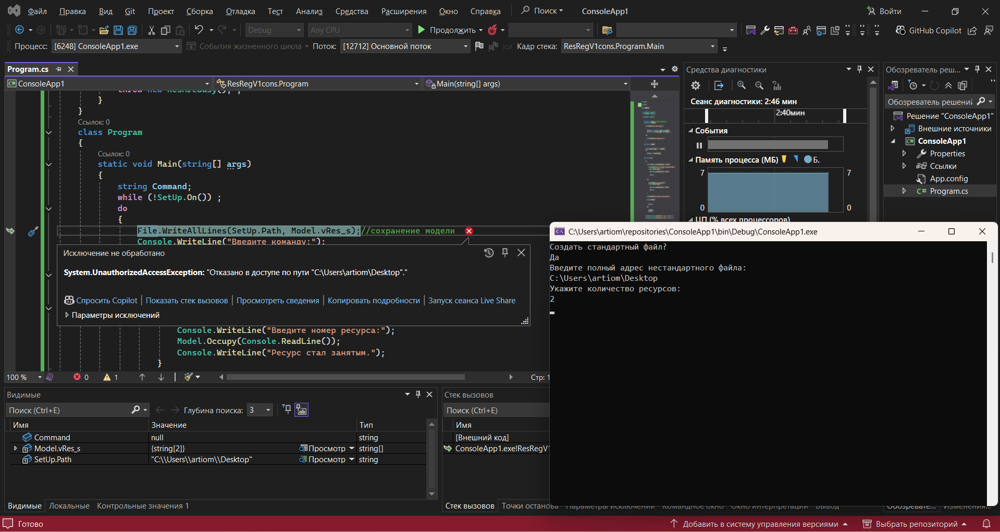 Файл Правка Вид Git Проект Сборка Отладка Тест Анализ Средства Расширения Окно Справка Поиск ConsoleApp1 Войти
Debug Any CPU Продолжить GitHub Copilot
Процесс: [6248] ConsoleApp1.exe События жизненного цикла Поток: [12712] Основной поток Кадр стека: ResRegV1cons.Program.Main
Program.cs
ConsoleApp1 ResRegV1cons.Program Main(string[] args)
throw new ResAreBusy(); ;
}
}
Ссылок: 0
class Program
{
Ссылок: 0
static void Main(string[] args)
{
string Command;
while (!SetUp.On()) ;
do
{
File.WriteAllLines(SetUp.Path, Model.vRes_s);//сохранение модели
Console.WriteLine("Введите команду:");
Исключение не обработано
System.UnauthorizedAccessException: "Отказано в доступе по пути "C:\Users\artiom\Desktop"."
Спросить Copilot | Показать стек вызовов | Просмотреть сведения | Копировать подробности | Запуск сеанса Live Share
Параметры исключений
Console.WriteLine("Введите номер ресурса:");
Model.Occupy(Console.ReadLine());
Console.WriteLine("Ресурс стал занятым.");
}
100 % 0 1 Стр: 1
Средства диагностики
Сеанс диагностики: 2:46 мин
2:40мин
События
Память процесса (МБ) Б..
7 7
0 0
ЦП (% всех процессоров)
Обозреватель реш...
Обозреватель решений
Решение "ConsoleApp1"
Внешние источники
ConsoleApp1
Properties
Ссылки
App.config
C# Program.cs
C:\Users\artiom\repositories\ConsoleApp1\bin\Debug\ConsoleApp1.exe
Создать стандартный файл?
Да
Введите полный адрес нестандартного файла:
C:\Users\artiom\Desktop
Укажите количество ресурсов:
2
Видимые
Поиск (Ctrl+E) Глубина поиска: 3
Имя Значение Тип
Command null string
Model.vRes_s {string[2]} Просмотр string[]
SetUp.Path "C:\\Users\\artiom\\Desktop" Просмотр string
Видимые Локальные Контрольные значения 1
Стек вызовов
Поиск (Ctrl+E)
Имя
[Внешний код]
ConsoleApp1.exe!ResRegV1
Стек вызовов Точки останова Параметры исключений Командное окно Окно интерпретации Вывод Обозревате... Изменения...
Готово Добавить в систему управления версиями Выбрать репозиторий